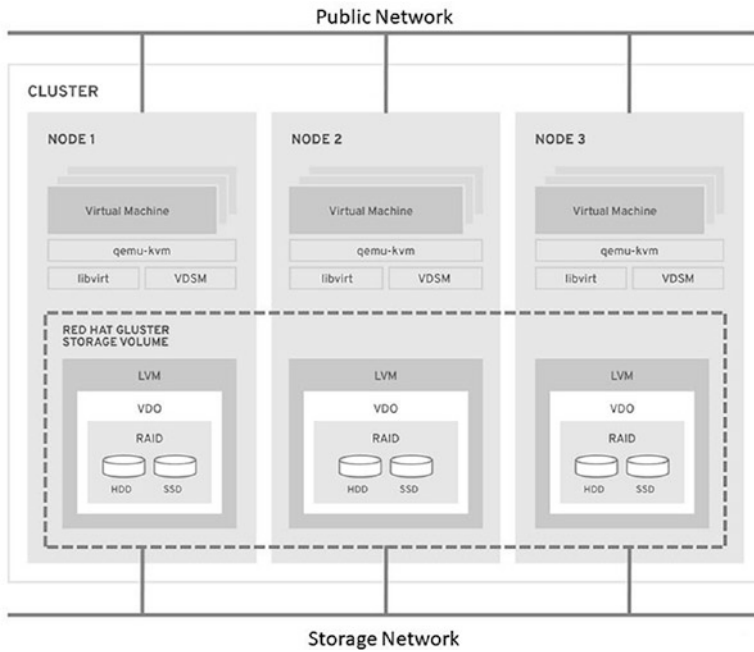 Public Network
CLUSTER
NODE 1
Virtual Machine
qemu-kvm
libvirt
VDSM
NODE 2
Virtual Machine
qemu-kvm
libvirt
VDSM
NODE 3
Virtual Machine
qemu-kvm
libvirt
VDSM
RED HAT GLUSTER
STORAGE VOLUME
LVM
VDO
RAID
HDD
SSD
LVM
VDO
RAID
HDD
SSD
LVM
VDO
RAID
HDD
SSD
Storage Network